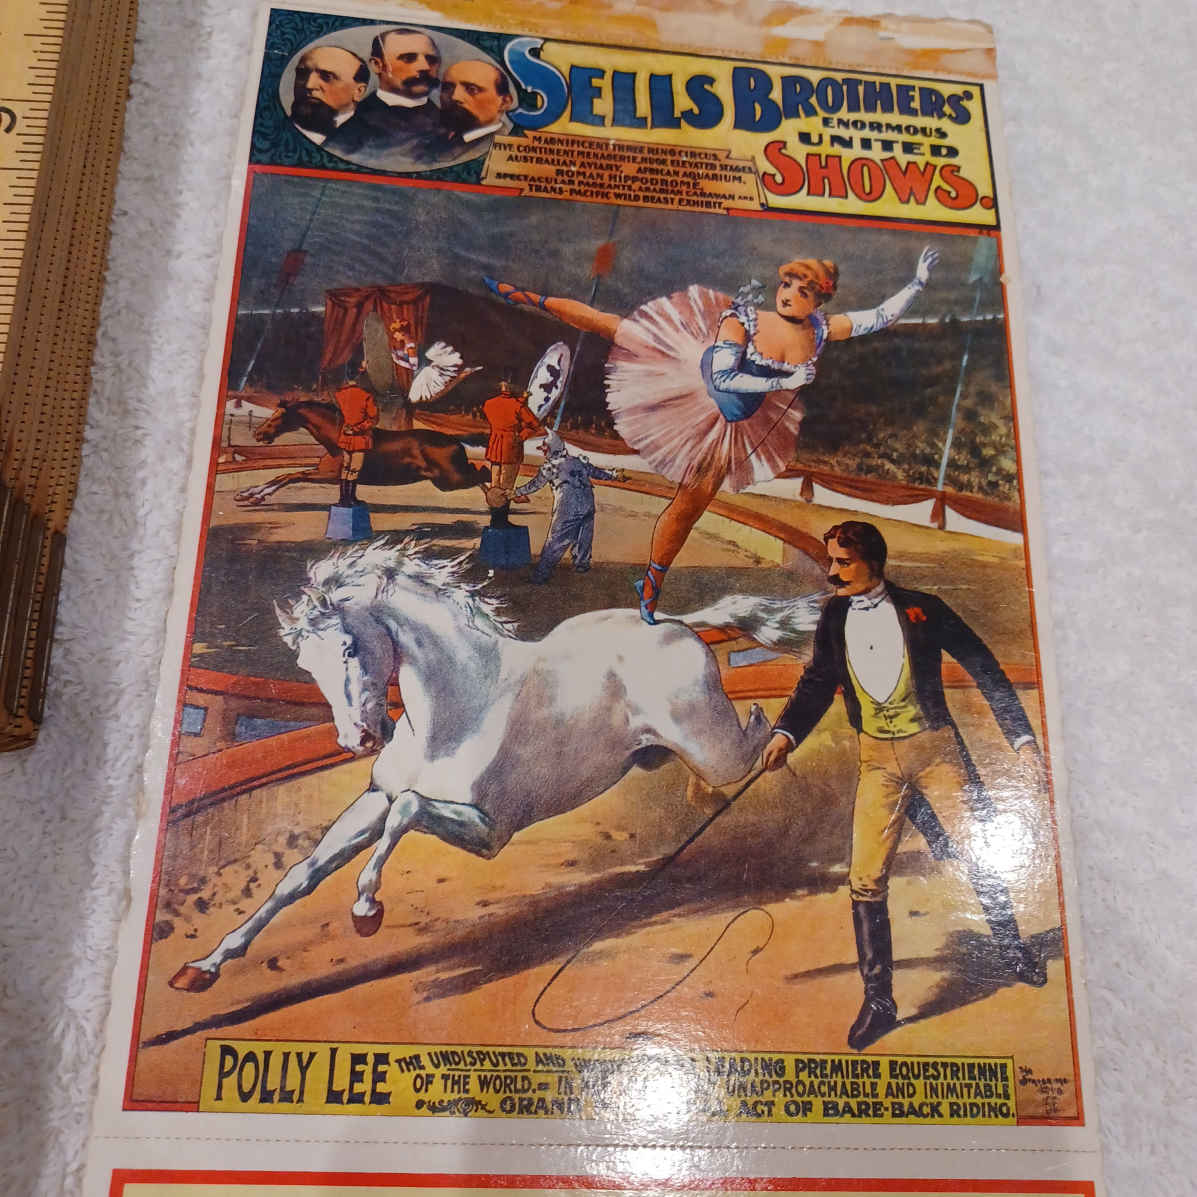 SELLS BROTHERS'
ENORMOUS
UNITED
SHOWS.
MAGNIFICENT THREE RING CIRCUS,
FIVE CONTINENT MENAGERIE, HUGE ELEVATED STAGES,
AUSTRALIAN AVIARY, AFRICAN AQUARIUM,
ROMAN HIPPODROME,
SPECTACULAR PAGEANTS, ARABIAN CARAVAN AND
TRANS-PACIFIC WILD BEAST EXHIBIT.
POLLY LEE
THE UNDISPUTED AND LEADING PREMIERE EQUESTRIENNE
OF THE WORLD.= IN UNAPPROACHABLE AND INIMITABLE
GRAND ACT OF BARE-BACK RIDING.
9